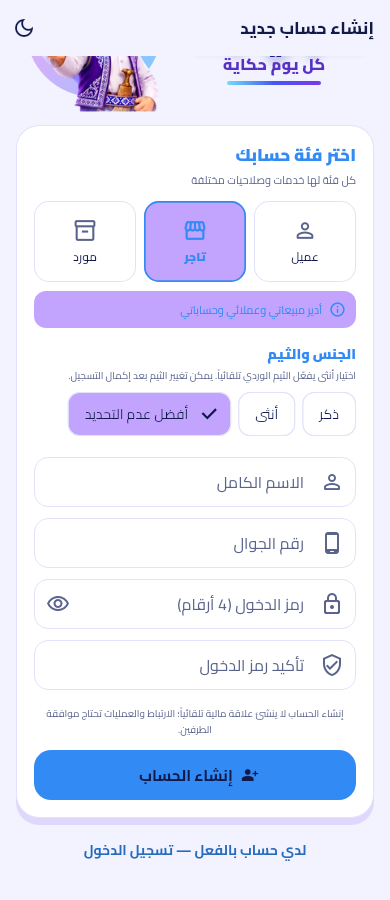 إنشاء حساب جديد
كل يوم حكاية
اختر فئة حسابك
كل فئة لها خدمات وصلاحيات مختلفة
عميل
تاجر
مورد
أدير مبيعاتي وعملائي وحساباتي
الجنس والثيم
اختيار أنثى يفعّل الثيم الوردي تلقائياً. يمكن تغيير الثيم بعد إكمال التسجيل.
ذكر
أنثى
أفضل عدم التحديد
الاسم الكامل
رقم الجوال
رمز الدخول (4 أرقام)
تأكيد رمز الدخول
إنشاء الحساب لا ينشئ علاقة مالية تلقائياً؛ الارتباط والعمليات تحتاج موافقة
الطرفين.
إنشاء الحساب
لدي حساب بالفعل — تسجيل الدخول